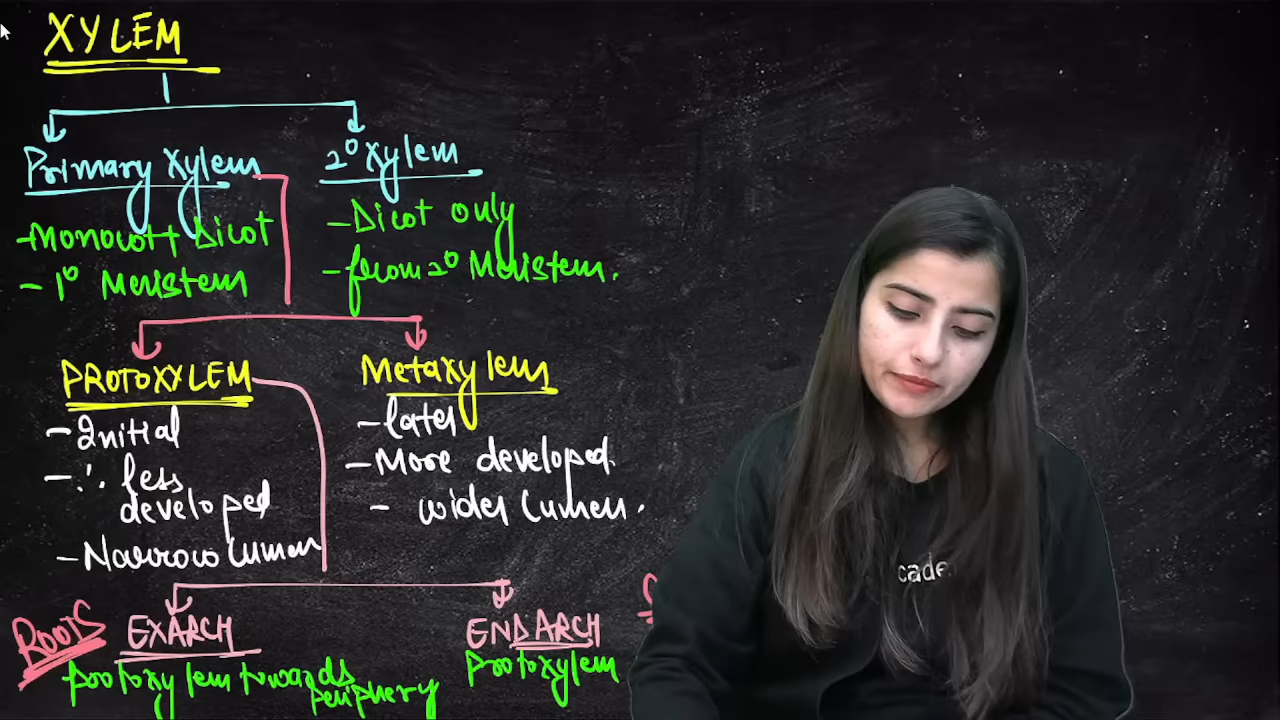 XYLEM
Primary Xylem
2° Xylem
- Monocot + Dicot
- 1° Meristem
- Dicot only
- from 2° Meristem.
PROTOXYLEM
- Initial
- ∴ less
developed
- Narrow lumen
Metaxylem
- later
- More developed.
- wider lumen.
ROOTS
EXARCH
Protoxylem towards
periphery
ENDARCH
Protoxylem
cade